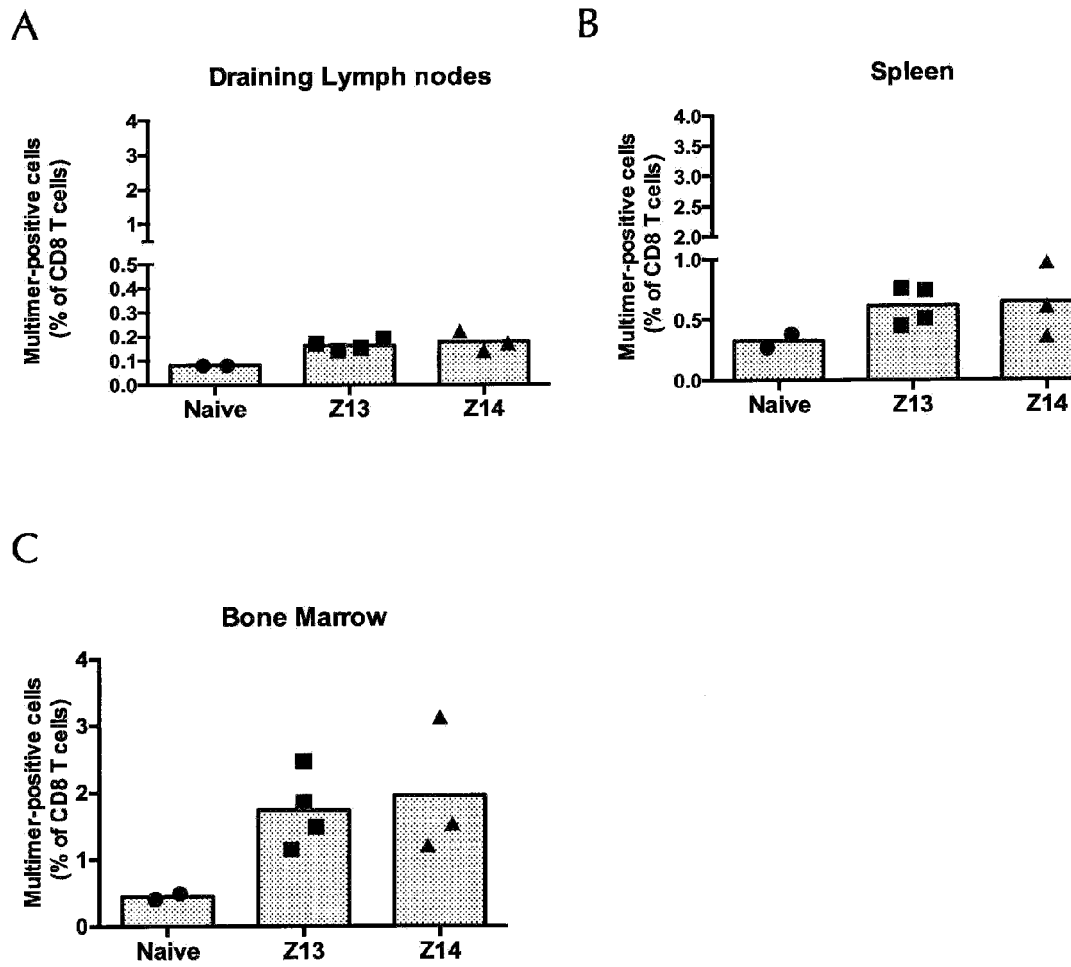 A
Draining Lymph nodes
Multimer-positive cells
(% of CD8 T cells)
4
3
2
1
0.5
0.4
0.3
0.2
0.1
0.0
Naive Z13 Z14
B
Spleen
Multimer-positive cells
(% of CD8 T cells)
4.0
3.5
3.0
2.5
2.0
1.0
0.5
0.0
Naive Z13 Z14
C
Bone Marrow
Multimer-positive cells
(% of CD8 T cells)
4
3
2
1
0
Naive Z13 Z14